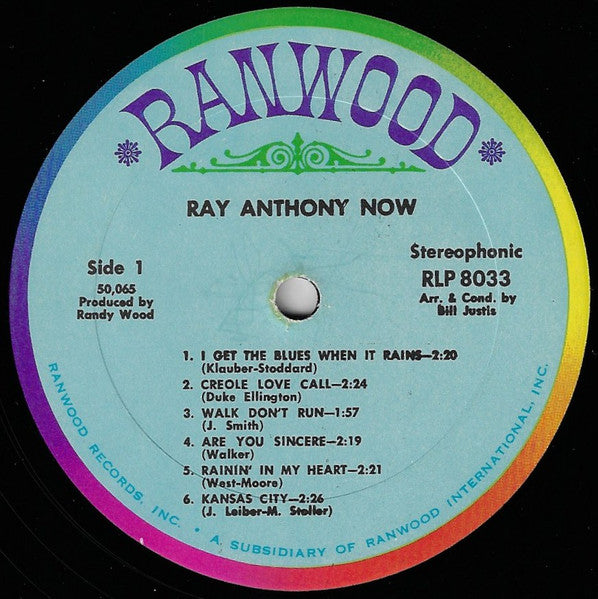 RANWOOD
RAY ANTHONY NOW
Side 1
50,065
Produced by
Randy Wood
Stereophonic
RLP 8033
Arr. & Cond. by
Bill Justis
1. I GET THE BLUES WHEN IT RAINS—2:20
(Klauber-Stoddard)
2. CREOLE LOVE CALL—2:24
(Duke Ellington)
3. WALK DON'T RUN—1:57
(J. Smith)
4. ARE YOU SINCERE—2:19
(Walker)
5. RAININ' IN MY HEART—2:21
(West-Moore)
6. KANSAS CITY—2:26
(J. Leiber-M. Stoller)
RANWOOD RECORDS, INC. • A SUBSIDIARY OF RANWOOD INTERNATIONAL, INC.